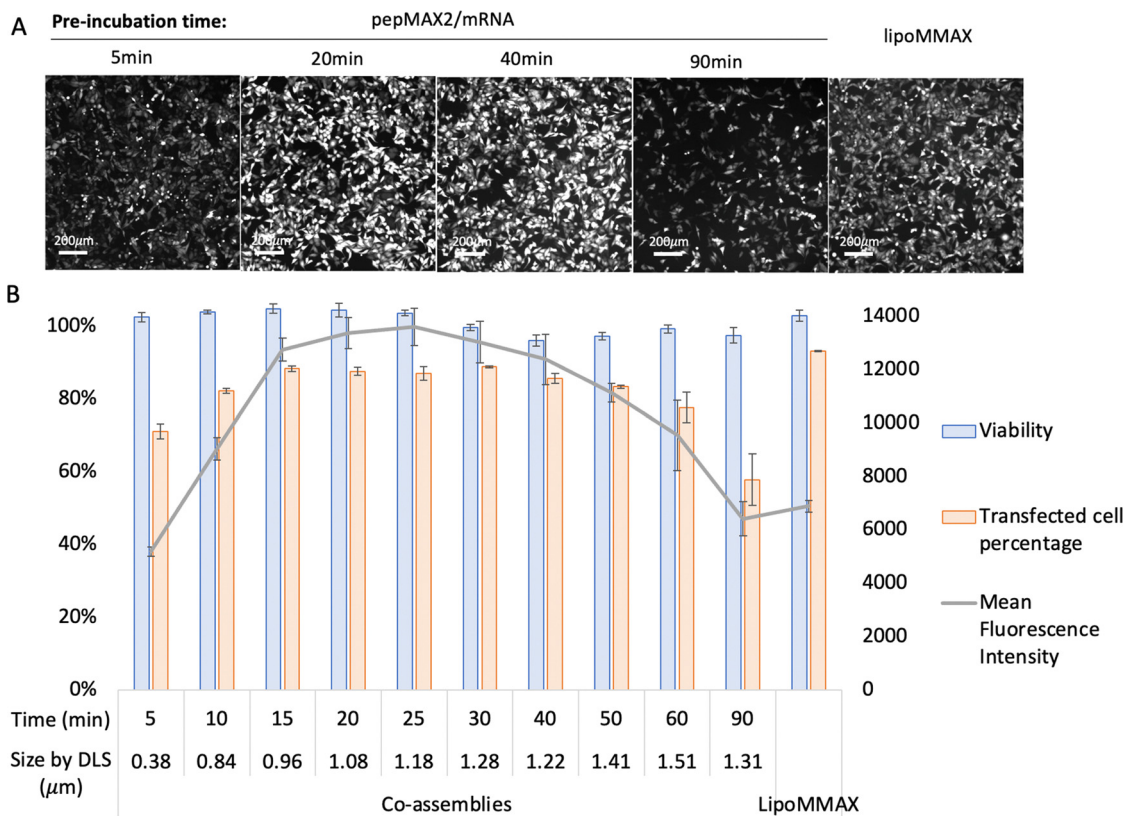 A
Pre-incubation time:
pepMAX2/mRNA
lipoMMAX
5min
20min
40min
90min
200μm
200μm
200μm
200μm
200μm
B
100%
80%
60%
40%
20%
0%
14000
12000
10000
8000
6000
4000
2000
0
Viability
Transfected cell
percentage
Mean
Fluorescence
Intensity
Time (min) 5 10 15 20 25 30 40 50 60 90
Size by DLS 0.38 0.84 0.96 1.08 1.18 1.28 1.22 1.41 1.51 1.31
(μm)
Co-assemblies LipoMMAX